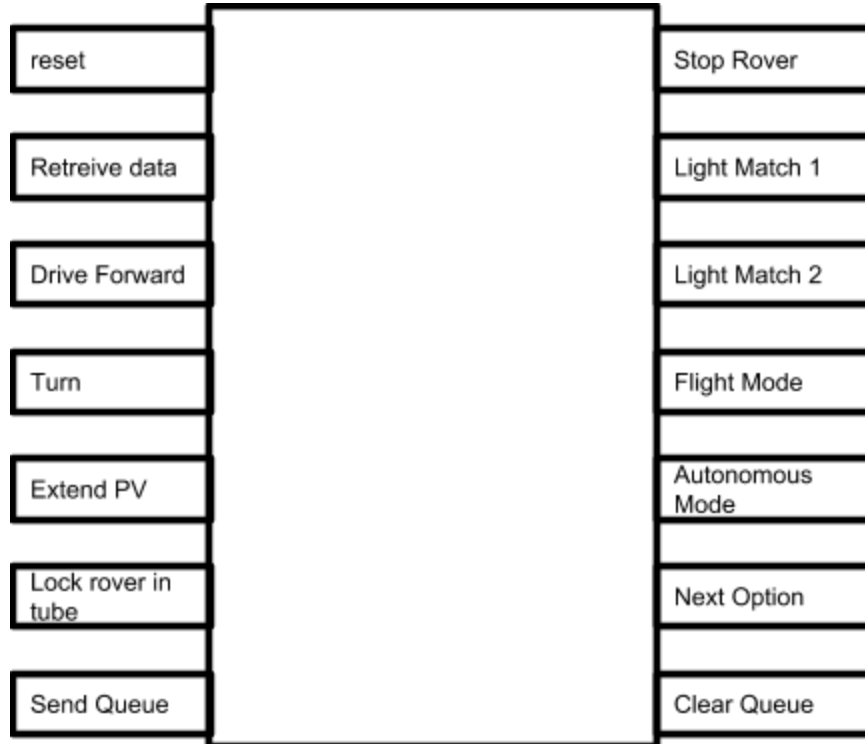 reset
Stop Rover
Retreive data
Light Match 1
Drive Forward
Light Match 2
Turn
Flight Mode
Extend PV
Autonomous
Mode
Lock rover in
tube
Next Option
Send Queue
Clear Queue